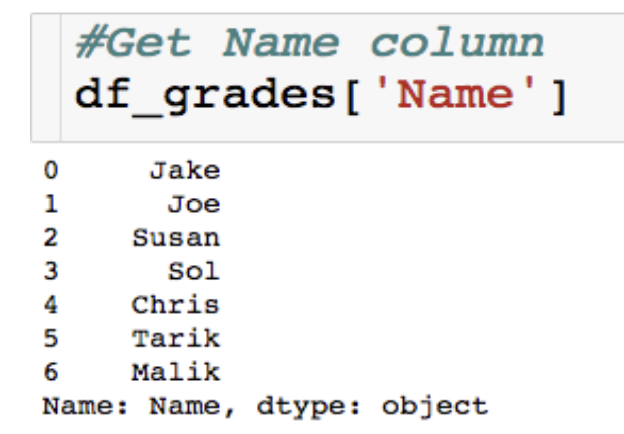 #Get Name column
df_grades['Name']
0 Jake
1 Joe
2 Susan
3 Sol
4 Chris
5 Tarik
6 Malik
Name: Name, dtype: object